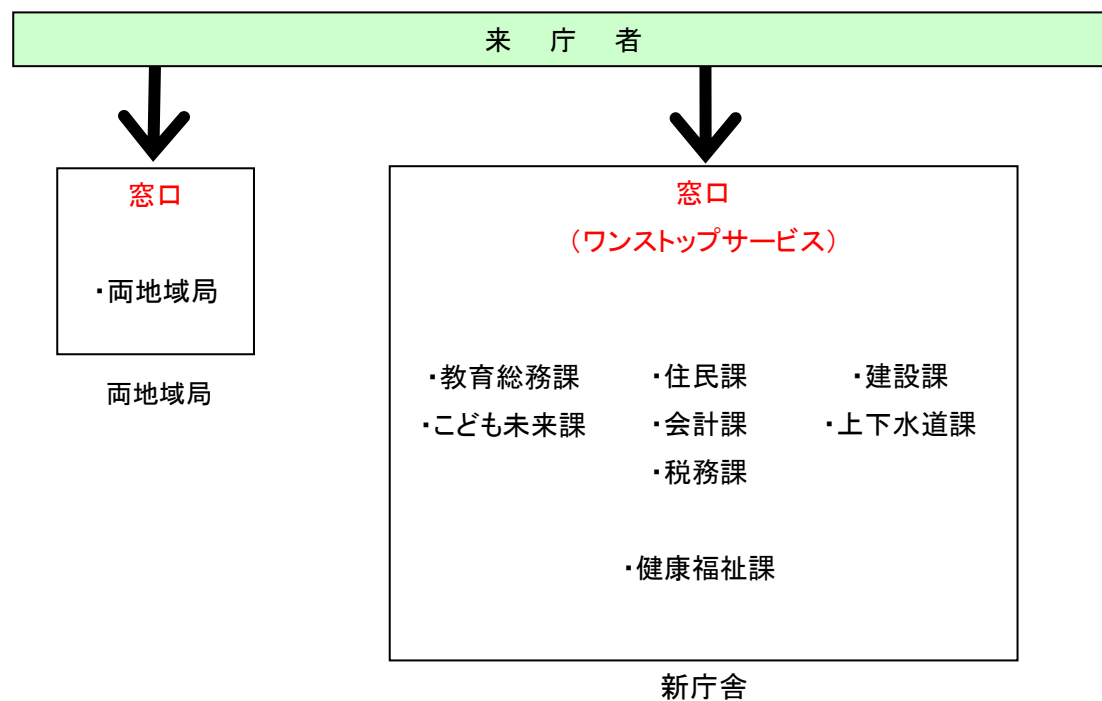 来 庁 者
窓口
・両地域局
両地域局
窓口
（ワンストップサービス）
・教育総務課 ・住民課 ・建設課
・こども未来課 ・会計課 ・上下水道課
・税務課
・健康福祉課
新庁舎